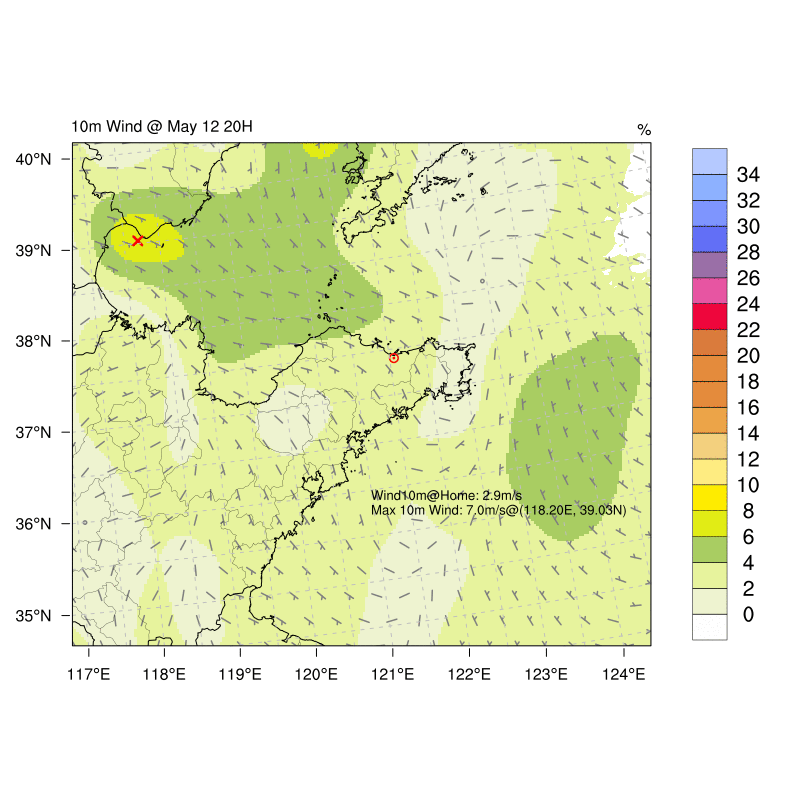 10m Wind @ May 12 20H
%
40°N
39°N
38°N
37°N
36°N
35°N
117°E 118°E 119°E 120°E 121°E 122°E 123°E 124°E
Wind10m@Home: 2.9m/s
Max 10m Wind: 7.0m/s@(118.20E, 39.03N)
34
32
30
28
26
24
22
20
18
16
14
12
10
8
6
4
2
0